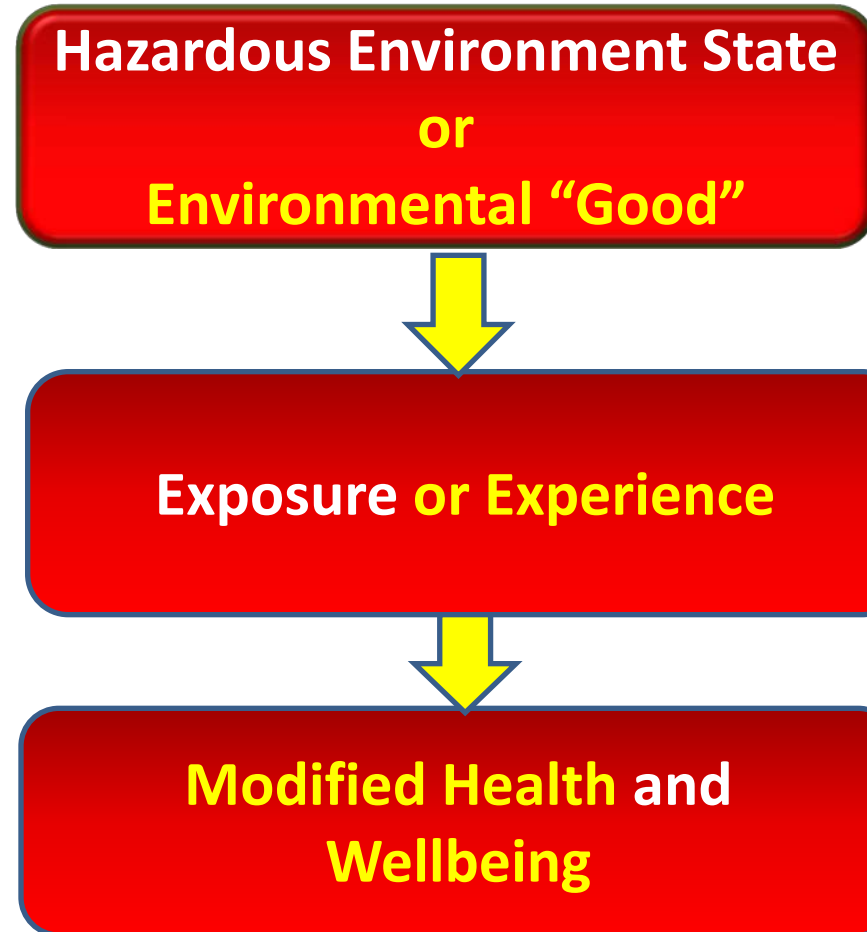 Hazardous Environment State
or
Environmental “Good”
Exposure or Experience
Modified Health and
Wellbeing